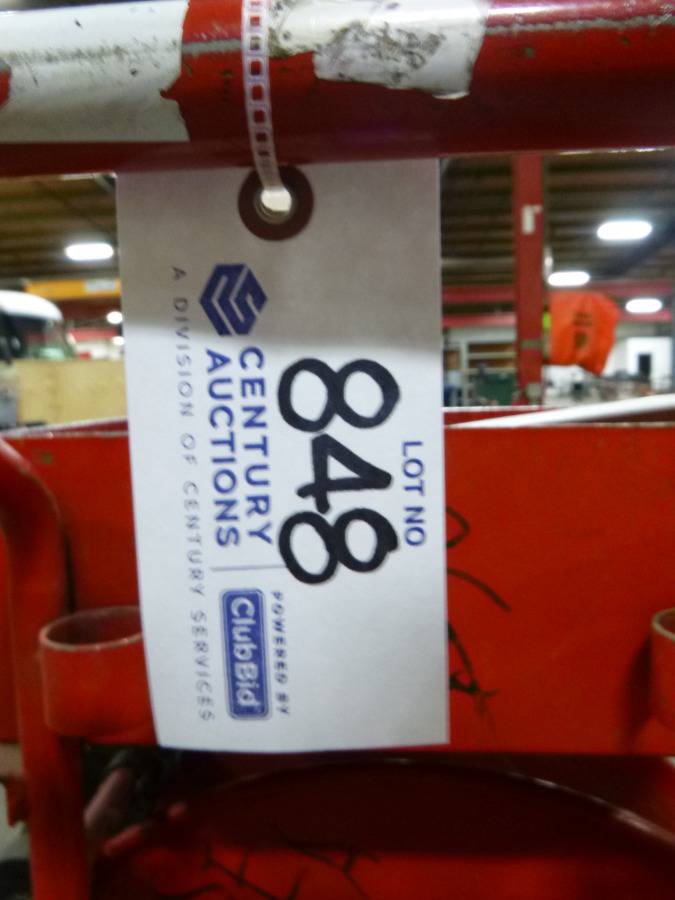 LOT NO
848
CENTURY
AUCTIONS
POWERED BY
ClubBid
A DIVISION OF CENTURY SERVICES